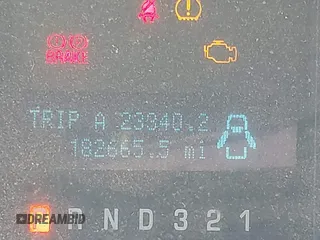 BRAKE
TRIP A 23340.2
182665.5 mi
R N D 3 2 1
DREAMBID